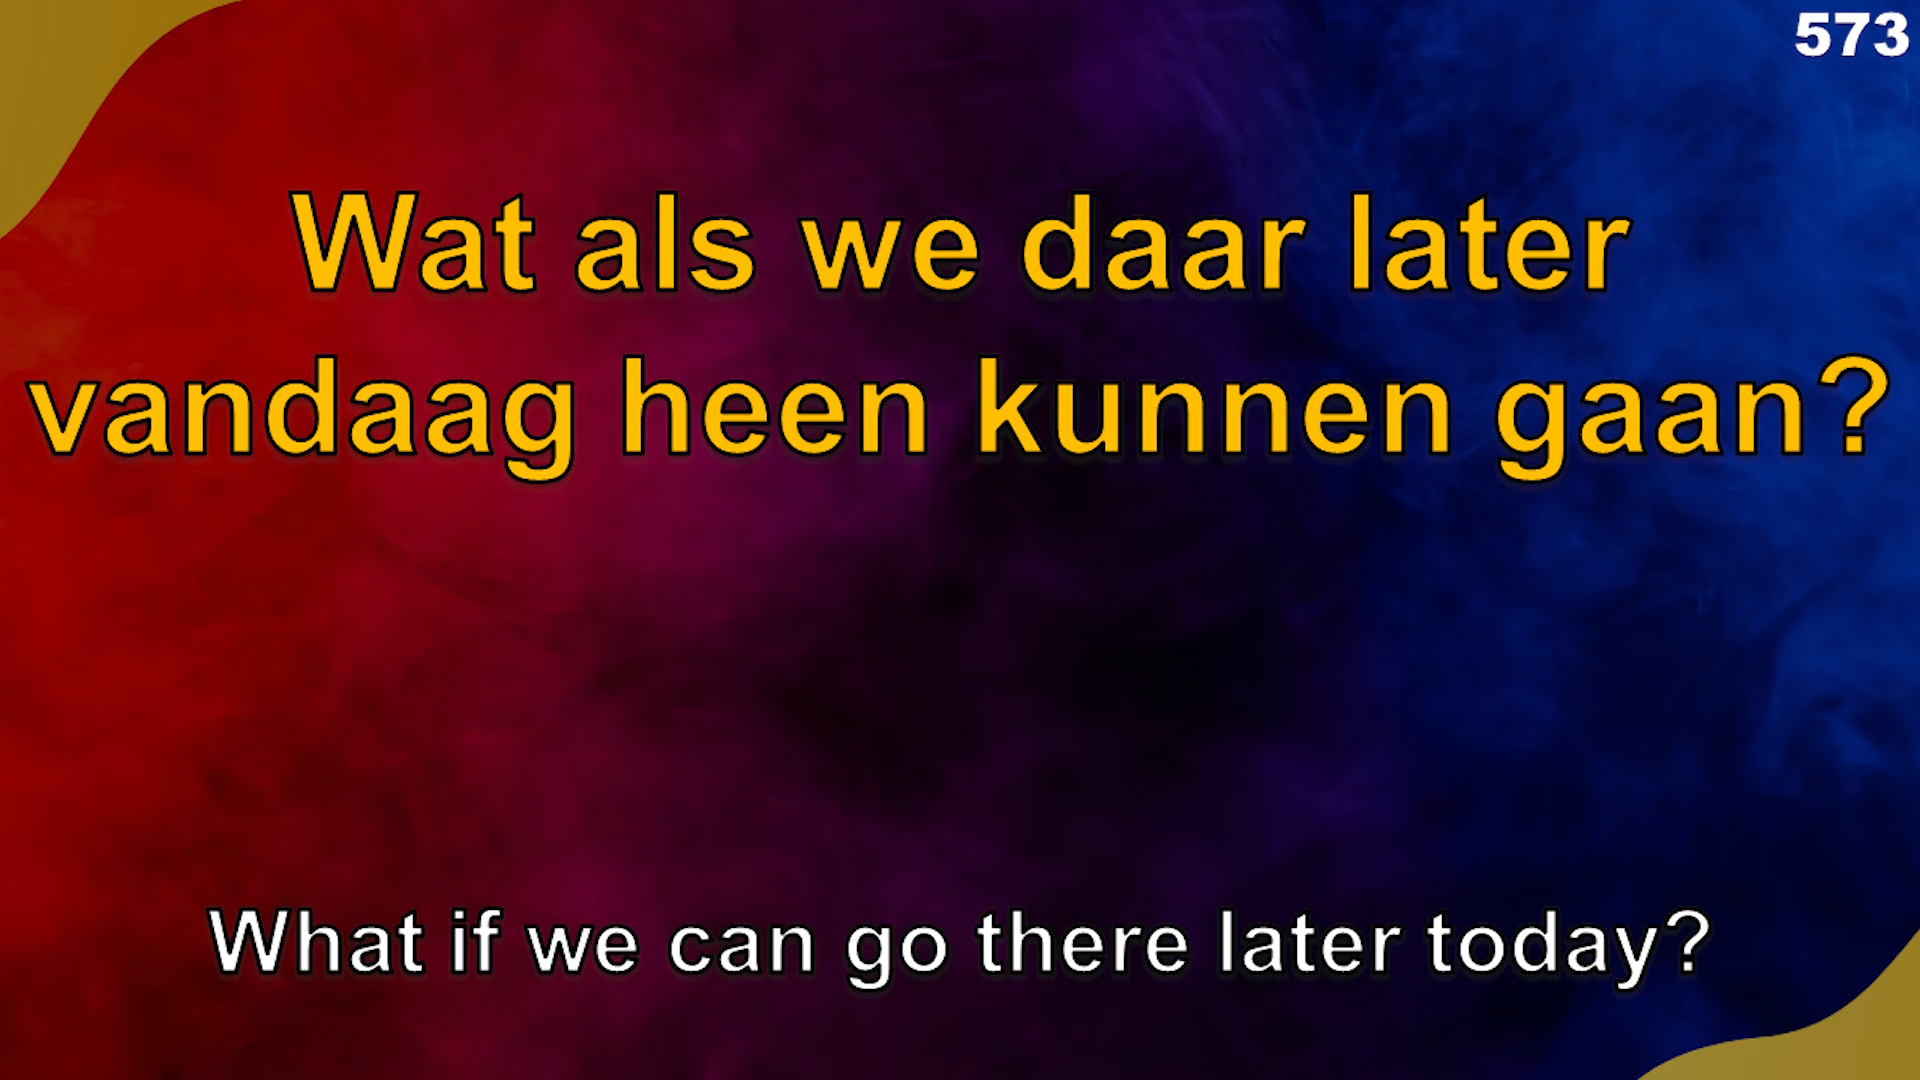 573
Wat als we daar later
vandaag heen kunnen gaan?
What if we can go there later today?